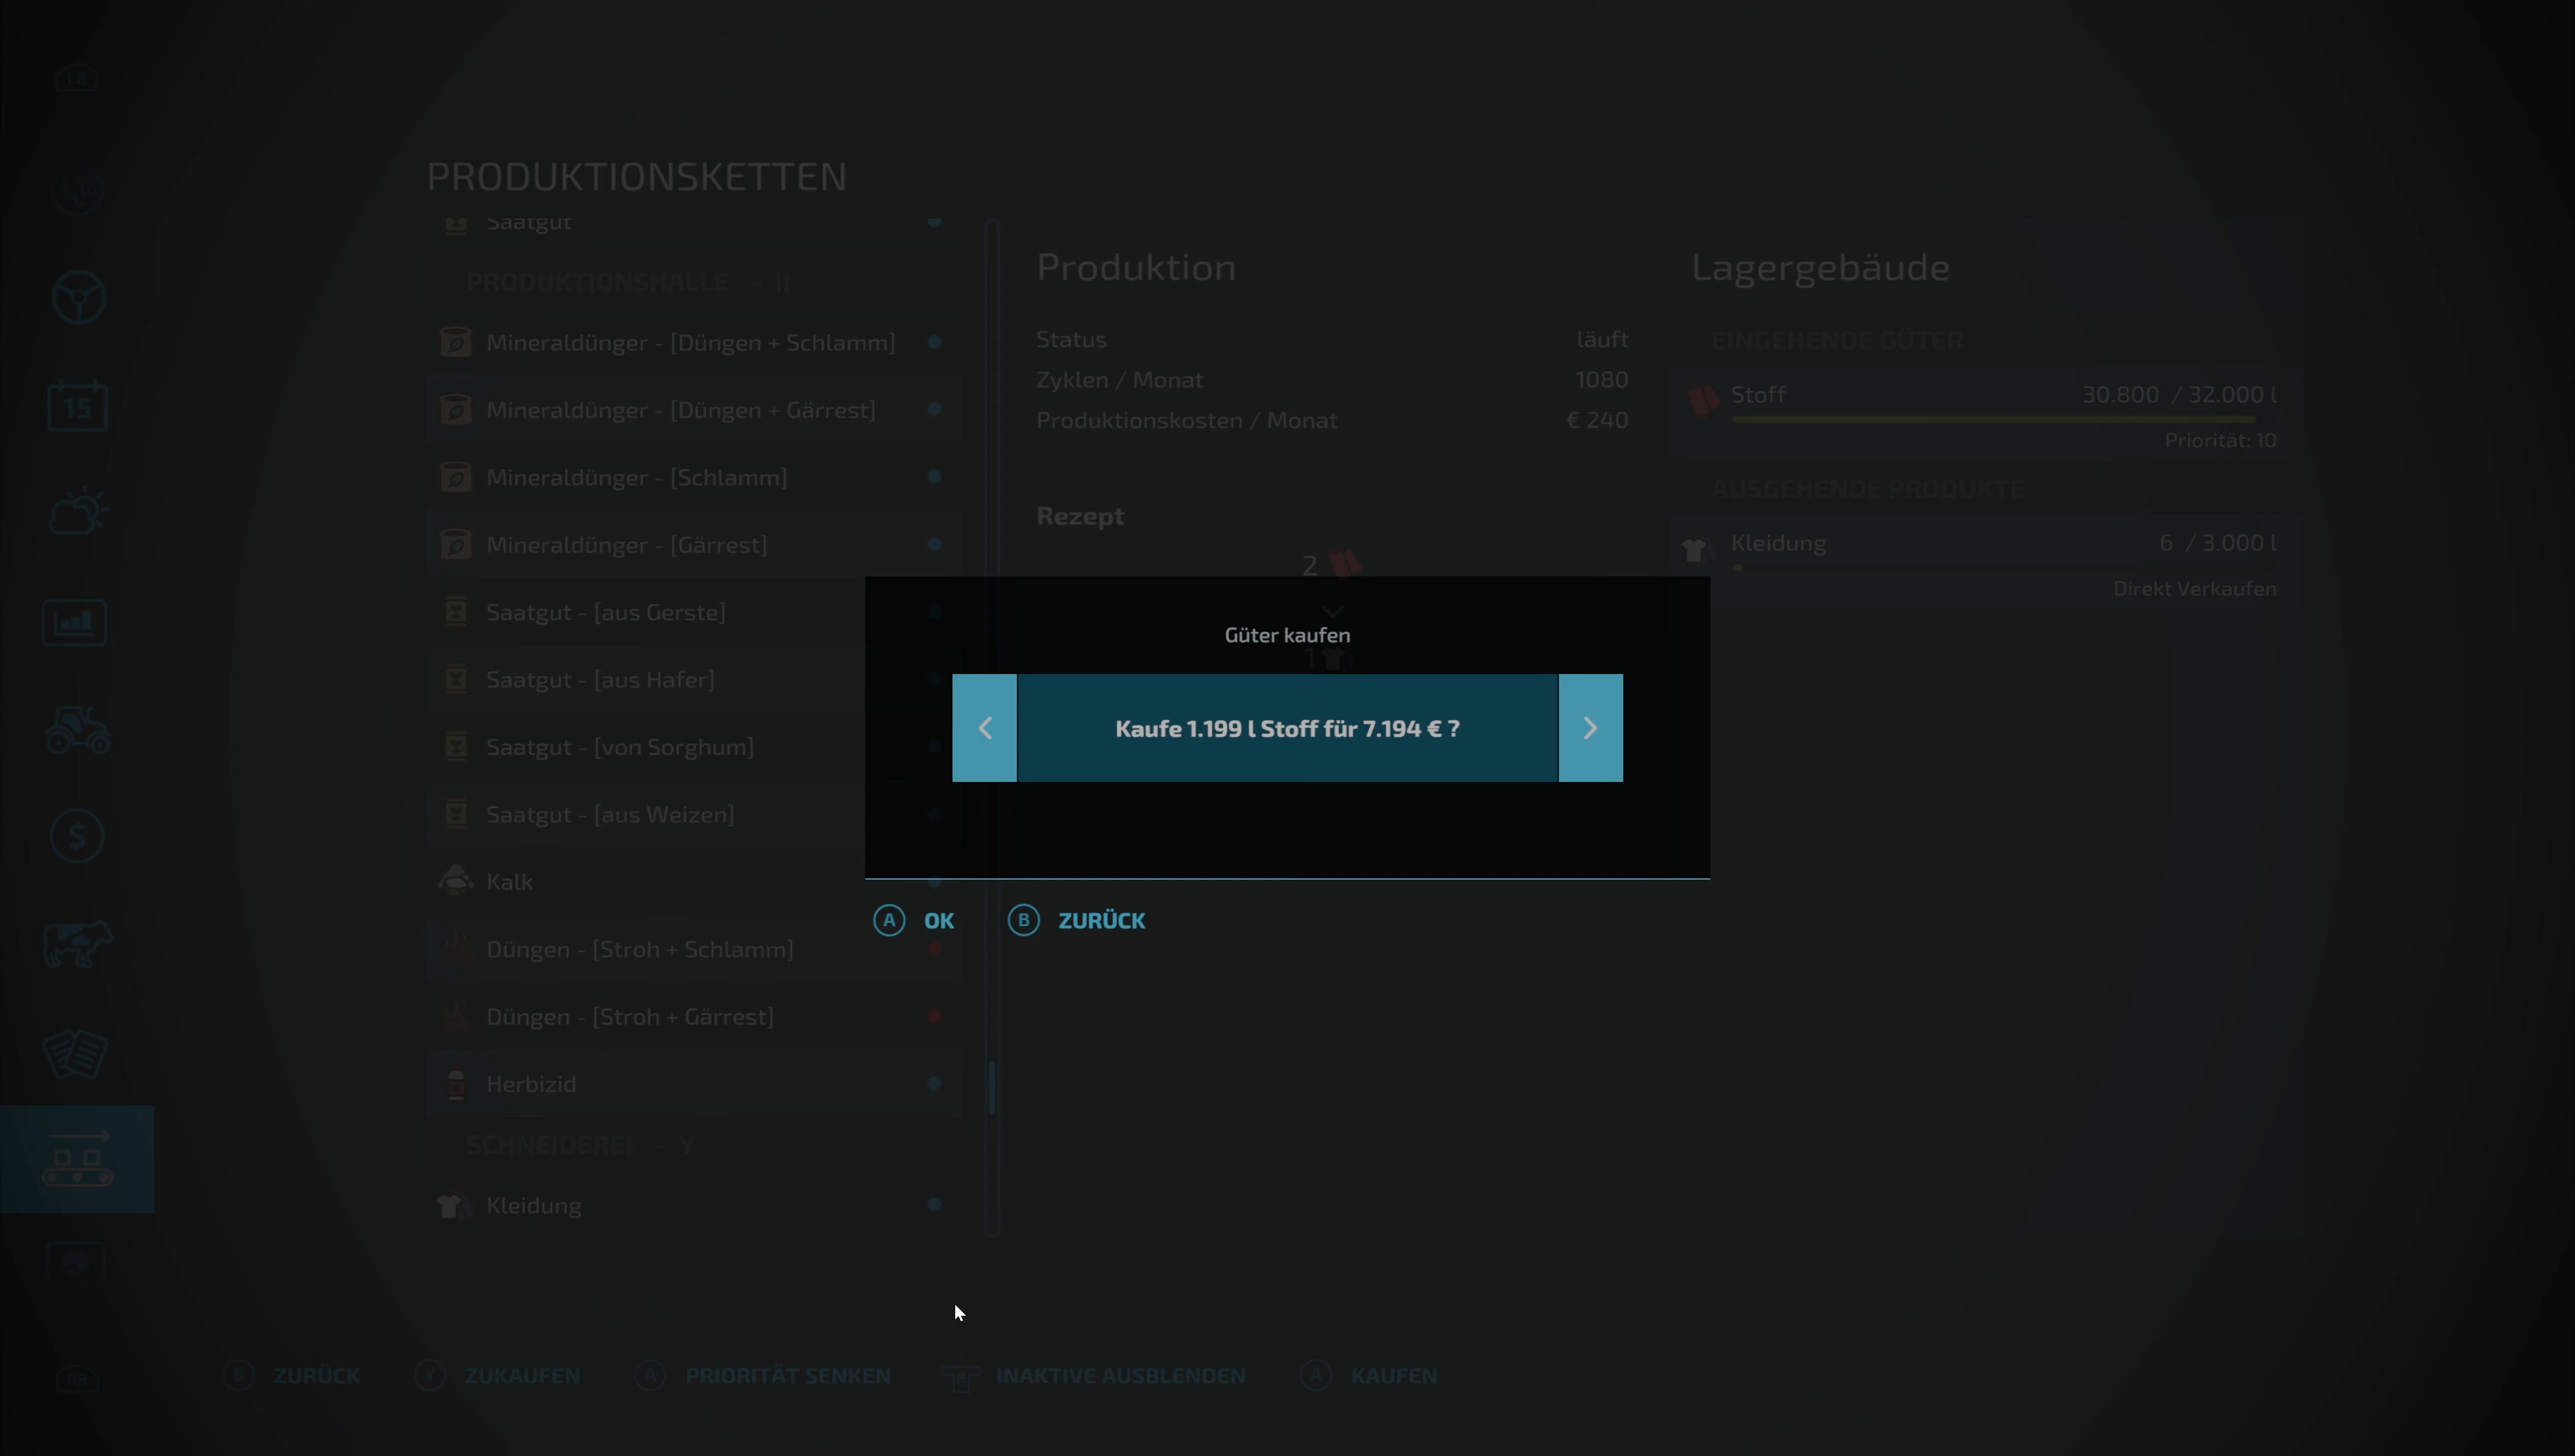 LB
PRODUKTIONSKETTEN
Saatgut
PRODUKTIONSHALLE - II
Mineraldünger - [Düngen + Schlamm]
Mineraldünger - [Düngen + Gärrest]
15
Mineraldünger - [Schlamm]
Mineraldünger - [Gärrest]
Saatgut - [aus Gerste]
Saatgut - [aus Hafer]
Saatgut - [von Sorghum]
Saatgut - [aus Weizen]
Kalk
$
Düngen - [Stroh + Schlamm]
Düngen - [Stroh + Gärrest]
Herbizid
SCHNEIDEREI - Y
Kleidung
Produktion
Status läuft
Zyklen / Monat 1080
Produktionskosten / Monat € 240
Rezept
2
1
Lagergebäude
EINGEHENDE GÜTER
Stoff 30.800 / 32.000 l
Priorität: 10
AUSGEHENDE PRODUKTE
Kleidung 6 / 3.000 l
Direkt Verkaufen
Güter kaufen
< Kaufe 1.199 l Stoff für 7.194 € ? >
A OK B ZURÜCK
RB
B ZURÜCK Y ZUKAUFEN A PRIORITÄT SENKEN R INAKTIVE AUSBLENDEN A KAUFEN